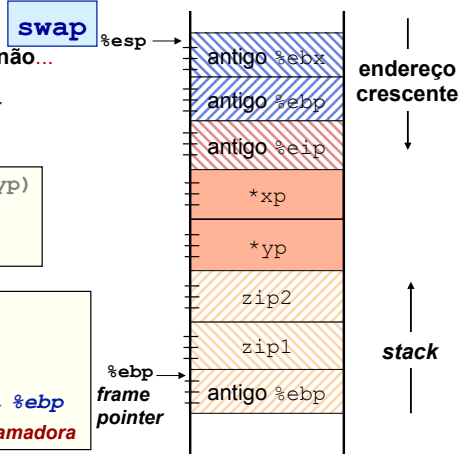 swap
não...
yp)
%ebp
amadora
%esp
antigo %ebx
antigo %ebp
antigo %eip
*xp
*yp
zip2
zip1
antigo %ebp
%ebp
frame
pointer
endereço
crescente
stack